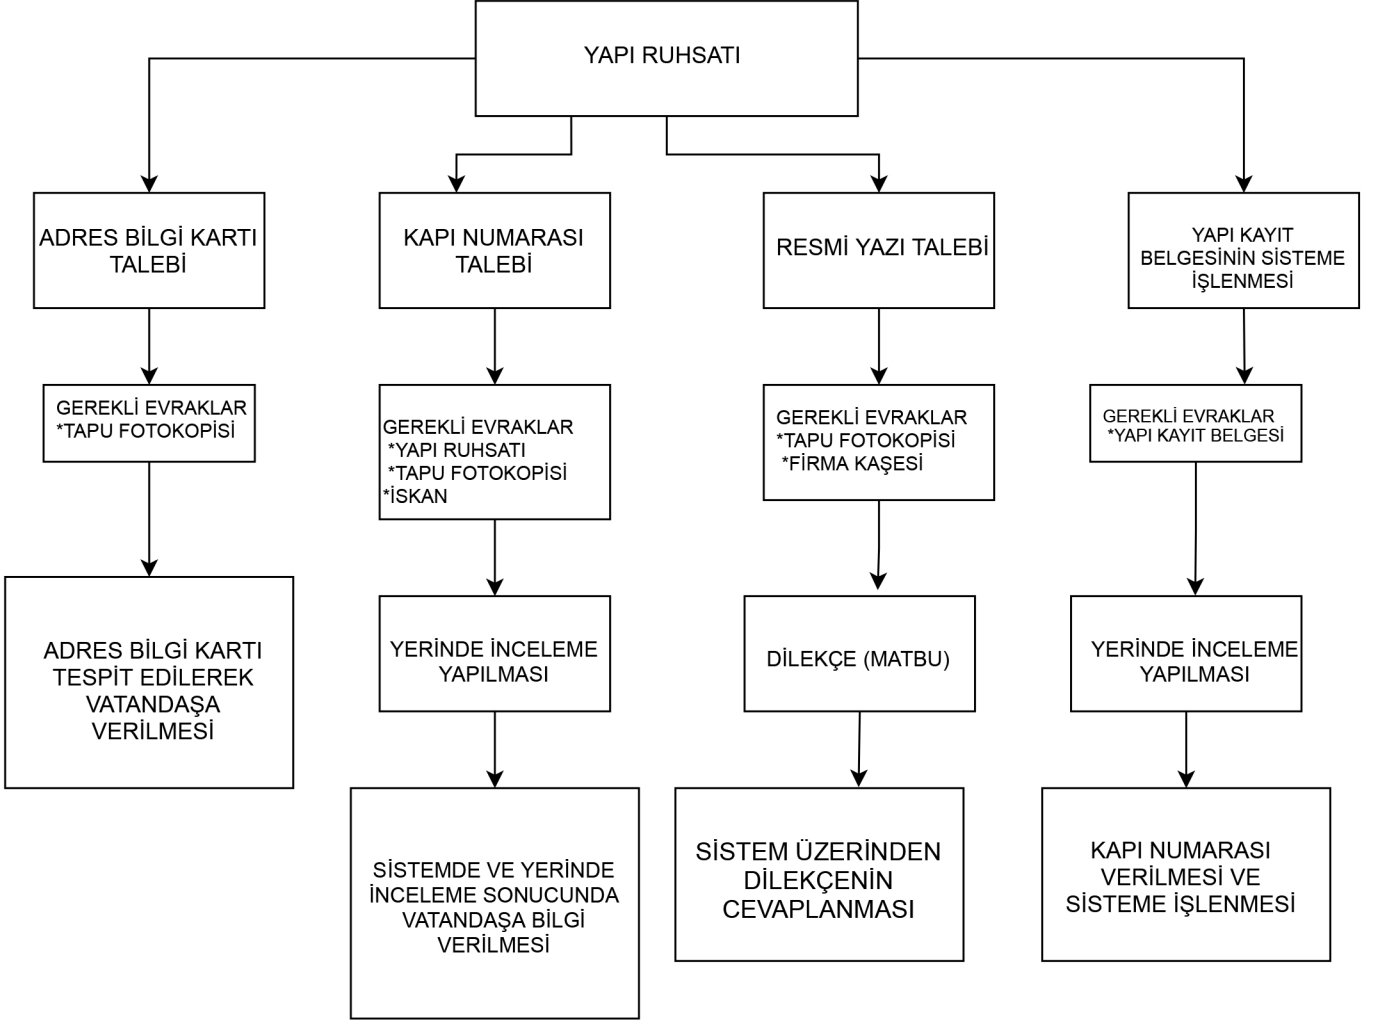 YAPI RUHSATI
ADRES BİLGİ KARTI
TALEBİ
KAPI NUMARASI
TALEBİ
RESMİ YAZI TALEBİ
YAPI KAYIT
BELGESİNİN SİSTEME
İŞLENMESİ
GEREKLİ EVRAKLAR
*TAPU FOTOKOPİSİ
GEREKLİ EVRAKLAR
*YAPI RUHSATI
*TAPU FOTOKOPİSİ
*İSKAN
GEREKLİ EVRAKLAR
*TAPU FOTOKOPİSİ
*FİRMA KAŞESİ
GEREKLİ EVRAKLAR
*YAPI KAYIT BELGESİ
ADRES BİLGİ KARTI
TESPİT EDİLEREK
VATANDAŞA
VERİLMESİ
YERİNDE İNCELEME
YAPILMASI
DİLEKÇE (MATBU)
YERİNDE İNCELEME
YAPILMASI
SİSTEMDE VE YERİNDE
İNCELEME SONUCUNDA
VATANDAŞA BİLGİ
VERİLMESİ
SİSTEM ÜZERİNDEN
DİLEKÇENİN
CEVAPLANMASI
KAPI NUMARASI
VERİLMESİ VE
SİSTEME İŞLENMESİ